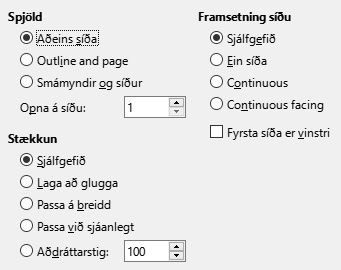 Spjöld
Aðeins síða
Outline and page
Smámyndir og síður
Opna á síðu: 1
Stækkun
Sjálfgefið
Laga að glugga
Passa á breidd
Passa við sjáanlegt
Aðdráttarstig: 100
Framsetning síðu
Sjálfgefið
Ein síða
Continuous
Continuous facing
Fyrsta síða er vinstri